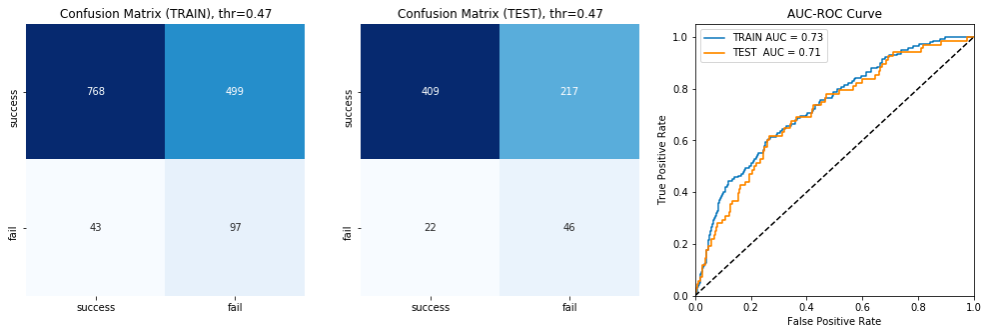 Confusion Matrix (TRAIN), thr=0.47
success
768
499
fail
43
97
success
fail
Confusion Matrix (TEST), thr=0.47
success
409
217
fail
22
46
success
fail
AUC-ROC Curve
TRAIN AUC = 0.73
TEST AUC = 0.71
True Positive Rate
1.0
0.8
0.6
0.4
0.2
0.0
0.0
0.2
0.4
0.6
0.8
1.0
False Positive Rate